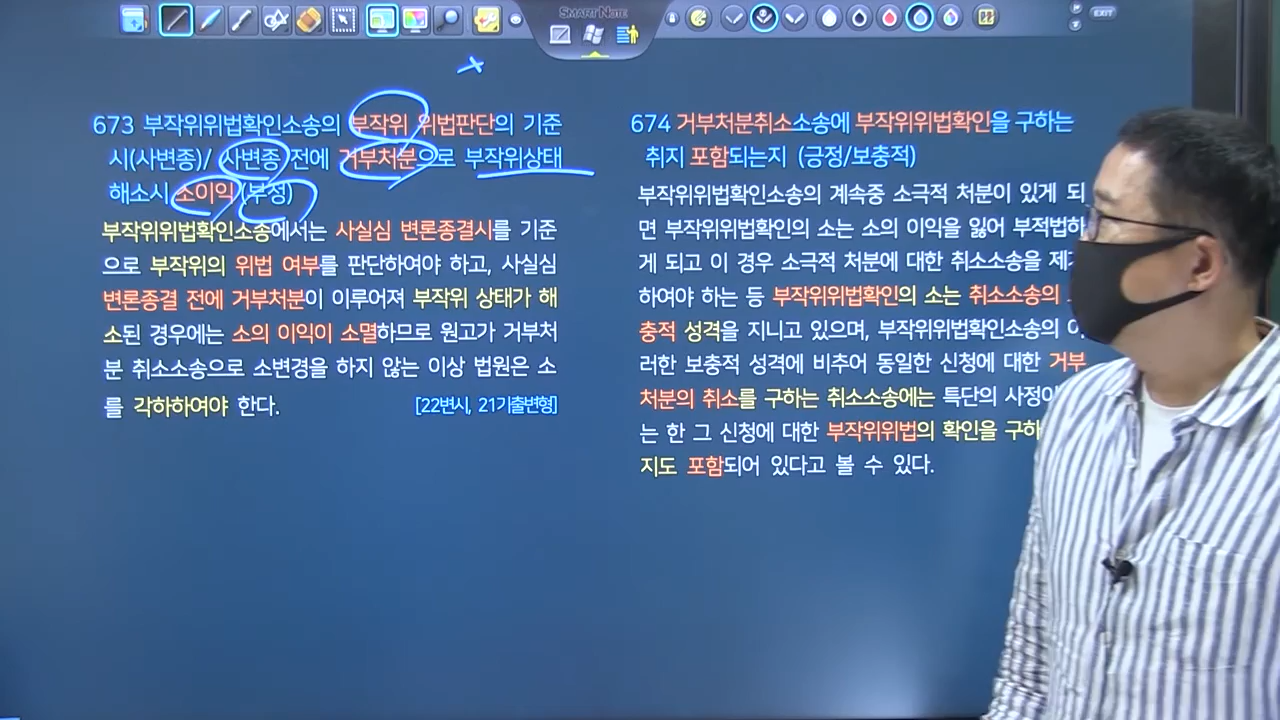 SMART NOTE
EXIT
673 부작위위법확인소송의 부작위 위법판단의 기준
시(사변종)/ 사변종 전에 거부처분으로 부작위상태
해소시 소이익 (부정)
부작위위법확인소송에서는 사실심 변론종결시를 기준
으로 부작위의 위법 여부를 판단하여야 하고, 사실심
변론종결 전에 거부처분이 이루어져 부작위 상태가 해
소된 경우에는 소의 이익이 소멸하므로 원고가 거부처
분 취소소송으로 소변경을 하지 않는 이상 법원은 소
를 각하하여야 한다.
[22변시, 21기출변형]
674 거부처분취소소송에 부작위위법확인을 구하는
취지 포함되는지 (긍정/보충적)
부작위위법확인소송의 계속중 소극적 처분이 있게 되
면 부작위위법확인의 소는 소의 이익을 잃어 부적법하
게 되고 이 경우 소극적 처분에 대한 취소소송을
하여야 하는 등 부작위위법확인의 소는 취소소송의
충적 성격을 지니고 있으며, 부작위위법확인소송의
러한 보충적 성격에 비추어 동일한 신청에 대한 거부
처분의 취소를 구하는 취소소송에는 특단의
는 한 그 신청에 대한 부작위위법의 확인을
지도 포함되어 있다고 볼 수 있다.